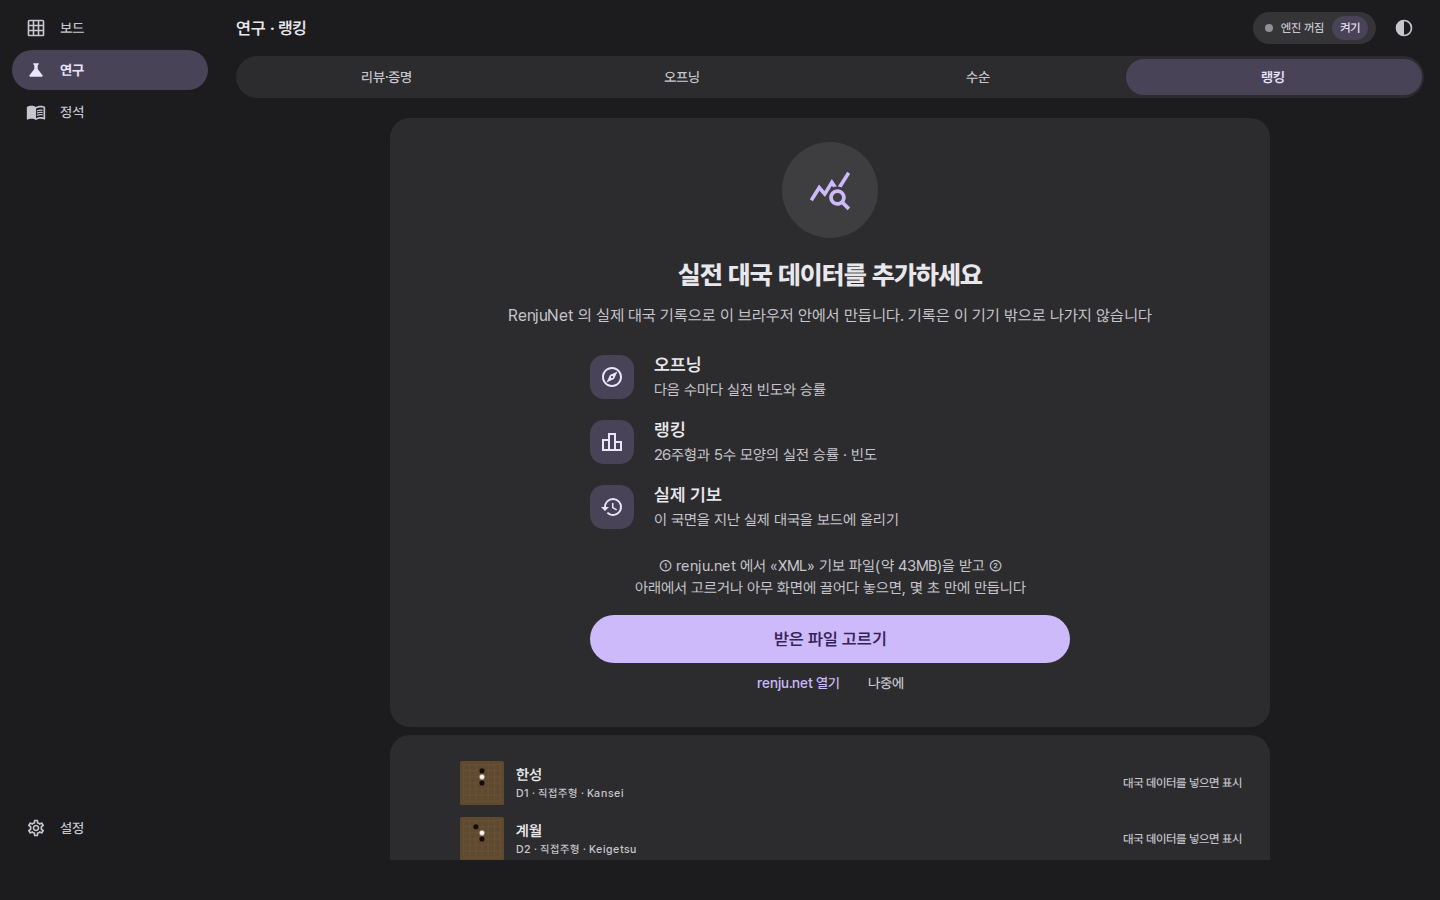 보드
연구
정석
설정
연구 · 랭킹
엔진 꺼짐 켜기
리뷰·증명 오프닝 수순 랭킹
실전 대국 데이터를 추가하세요
RenjuNet 의 실제 대국 기록으로 이 브라우저 안에서 만듭니다. 기록은 이 기기 밖으로 나가지 않습니다
오프닝
다음 수마다 실전 빈도와 승률
랭킹
26주형과 5수 모양의 실전 승률 · 빈도
실제 기보
이 국면을 지난 실제 대국을 보드에 올리기
① renju.net 에서 «XML» 기보 파일(약 43MB)을 받고 ②
아래에서 고르거나 아무 화면에 끌어다 놓으면, 몇 초 만에 만듭니다
받은 파일 고르기
renju.net 열기 나중에
한성
D1 · 직접주형 · Kansei
대국 데이터를 넣으면 표시
계월
D2 · 직접주형 · Keigetsu
대국 데이터를 넣으면 표시